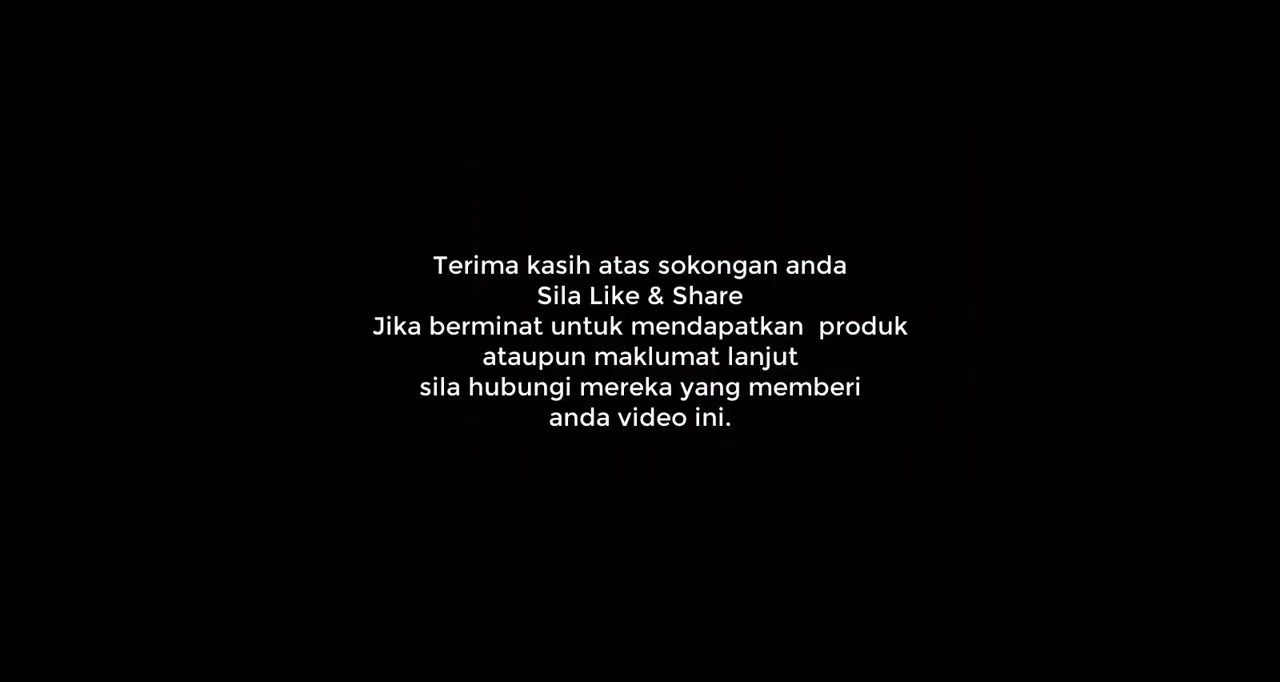 Terima kasih atas sokongan anda
Sila Like & Share
Jika berminat untuk mendapatkan  produk
ataupun maklumat lanjut
sila hubungi mereka yang memberi
anda video ini.